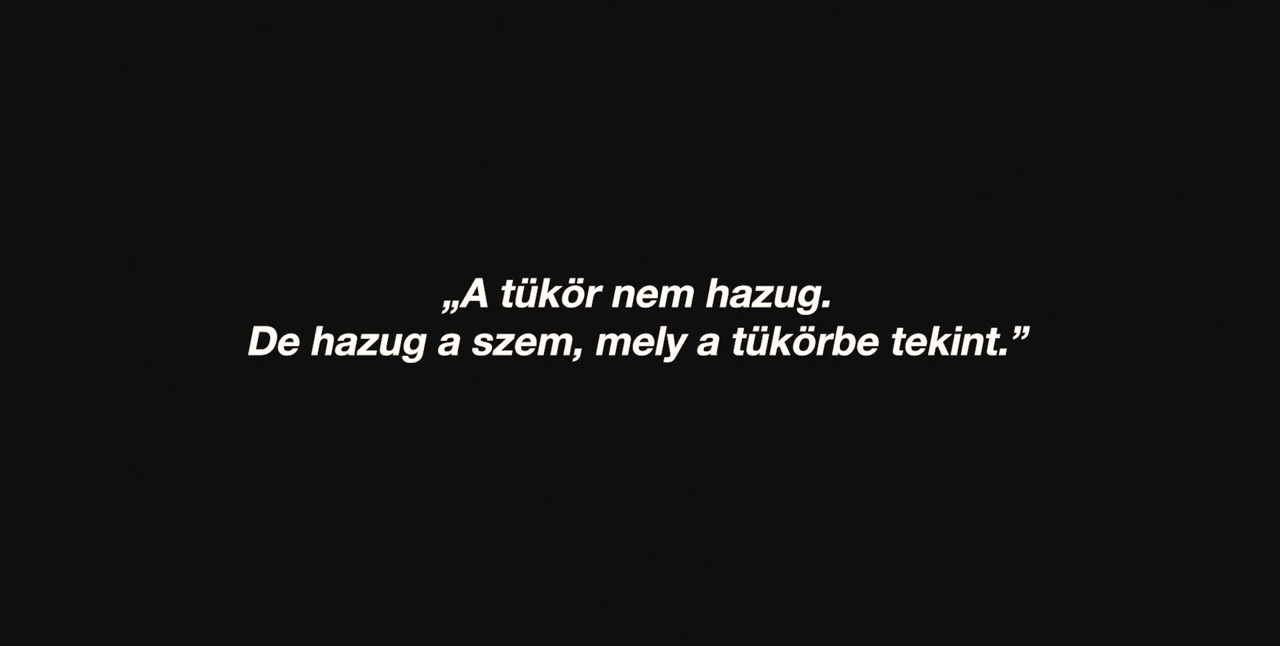 „A tükör nem hazug.
De hazug a szem, mely a tükörbe tekint.”